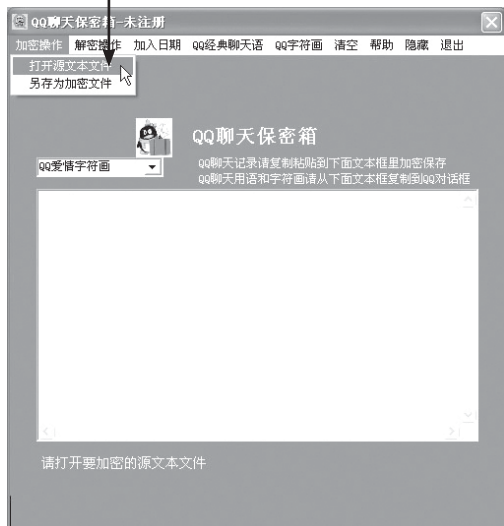 QQ聊天保密箱-未注册
加密操作 解密操作 加入日期 QQ经典聊天语 QQ字符画 清空 帮助 隐藏 退出
打开源文本文件
另存为加密文件
QQ聊天保密箱
QQ爱情字符画
QQ聊天记录请复制粘贴到下面文本框里加密保存
QQ聊天用语和字符画请从下面文本框复制到QQ对话框
请打开要加密的源文本文件